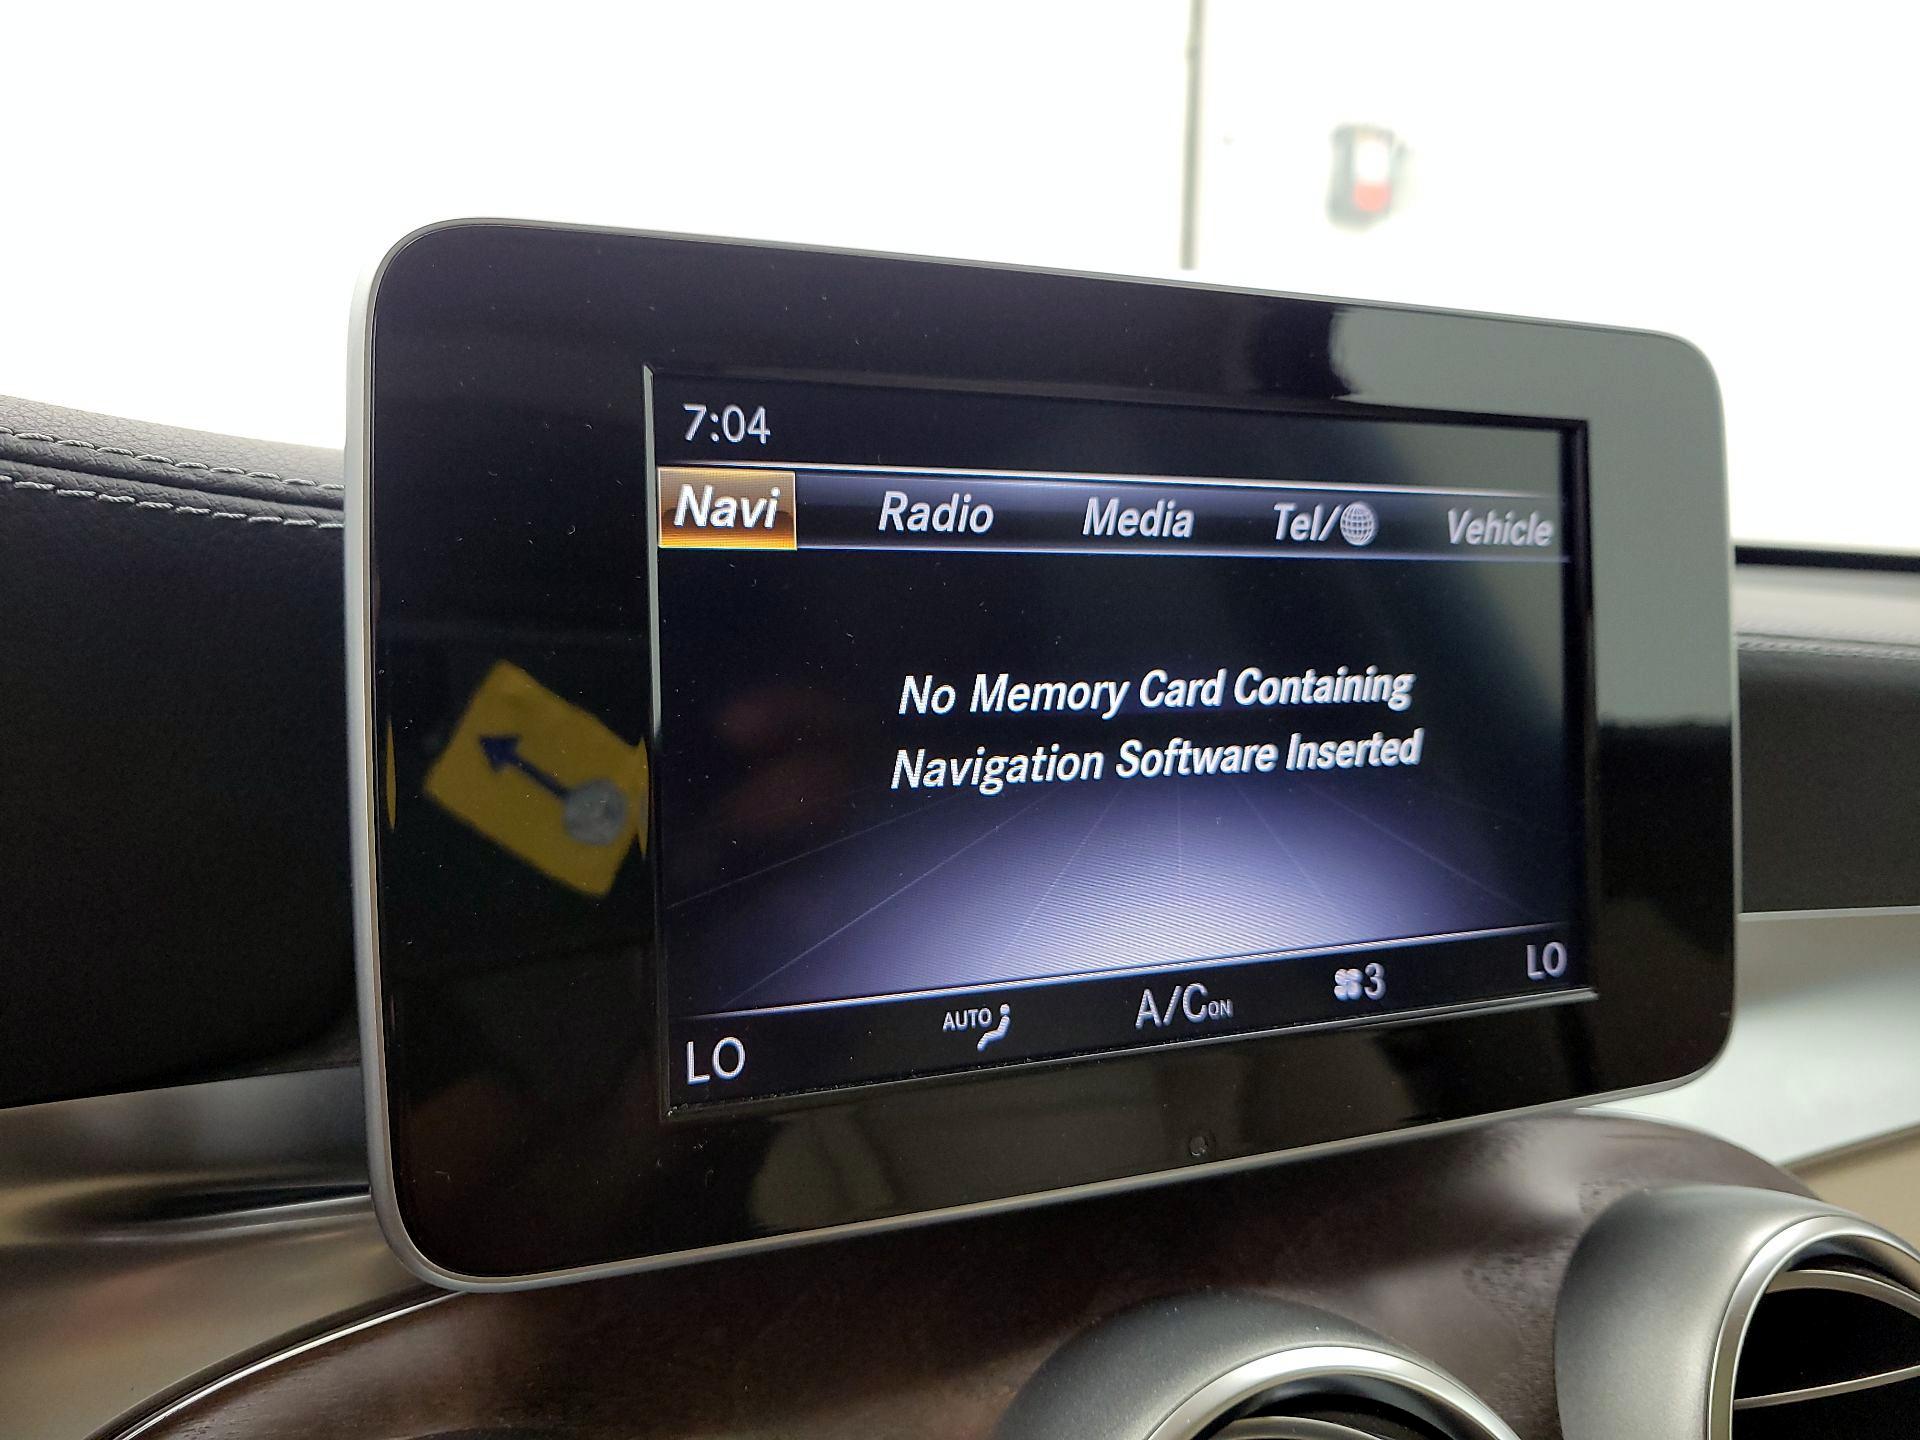 7:04
Navi Radio Media Tel/ Vehicle
No Memory Card Containing
Navigation Software Inserted
LO AUTO A/C ON 3 LO